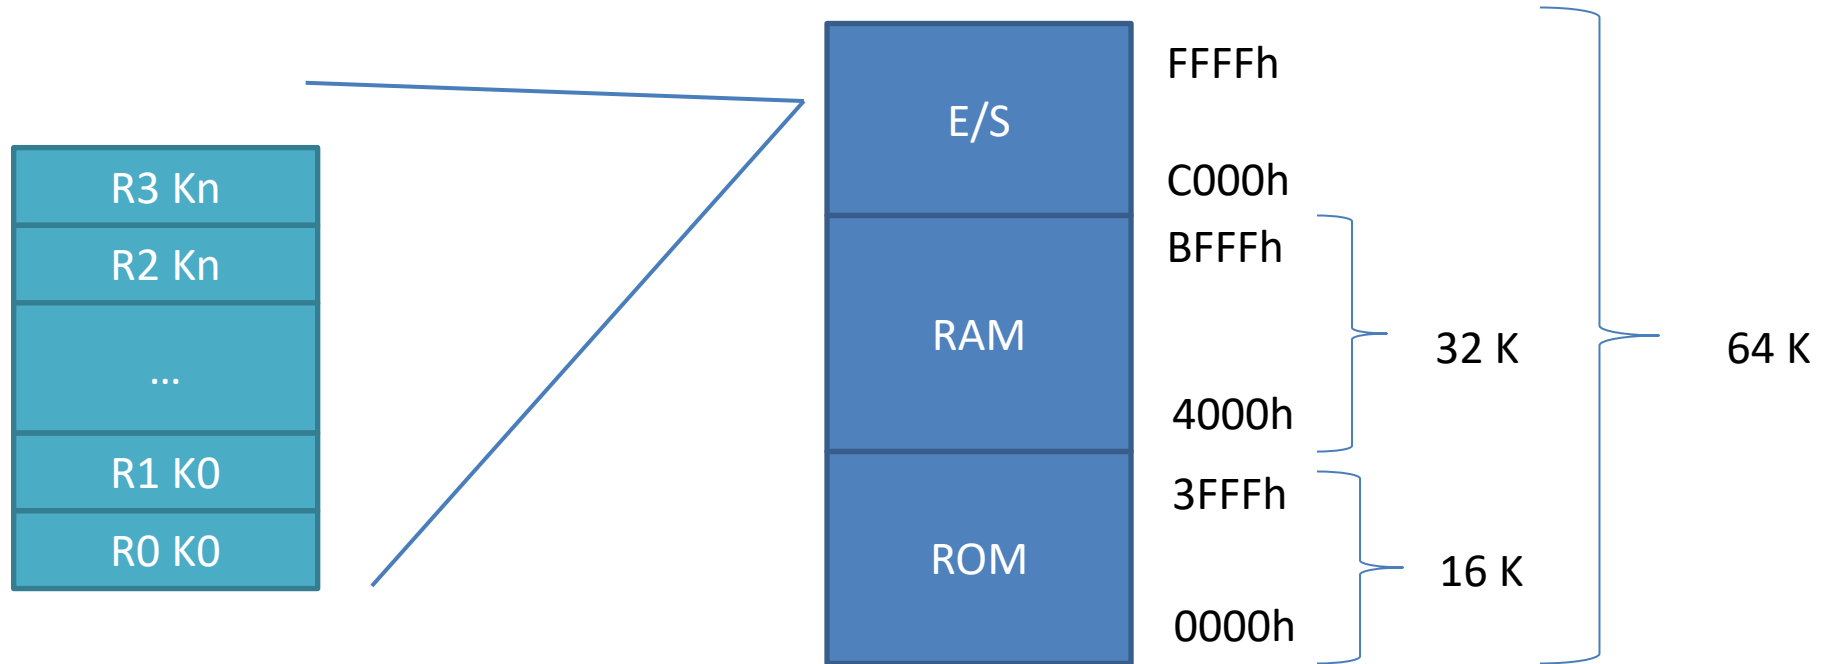 R3 Kn
R2 Kn
...
R1 K0
R0 K0
E/S
RAM
ROM
FFFFh
C000h
BFFFh
4000h
3FFFh
0000h
32 K
16 K
64 K